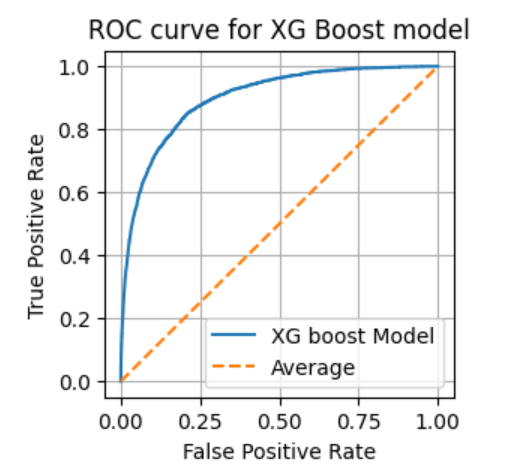 ROC curve for XG Boost model
True Positive Rate
1.0
0.8
0.6
0.4
0.2
0.0
XG boost Model
Average
0.00 0.25 0.50 0.75 1.00
False Positive Rate